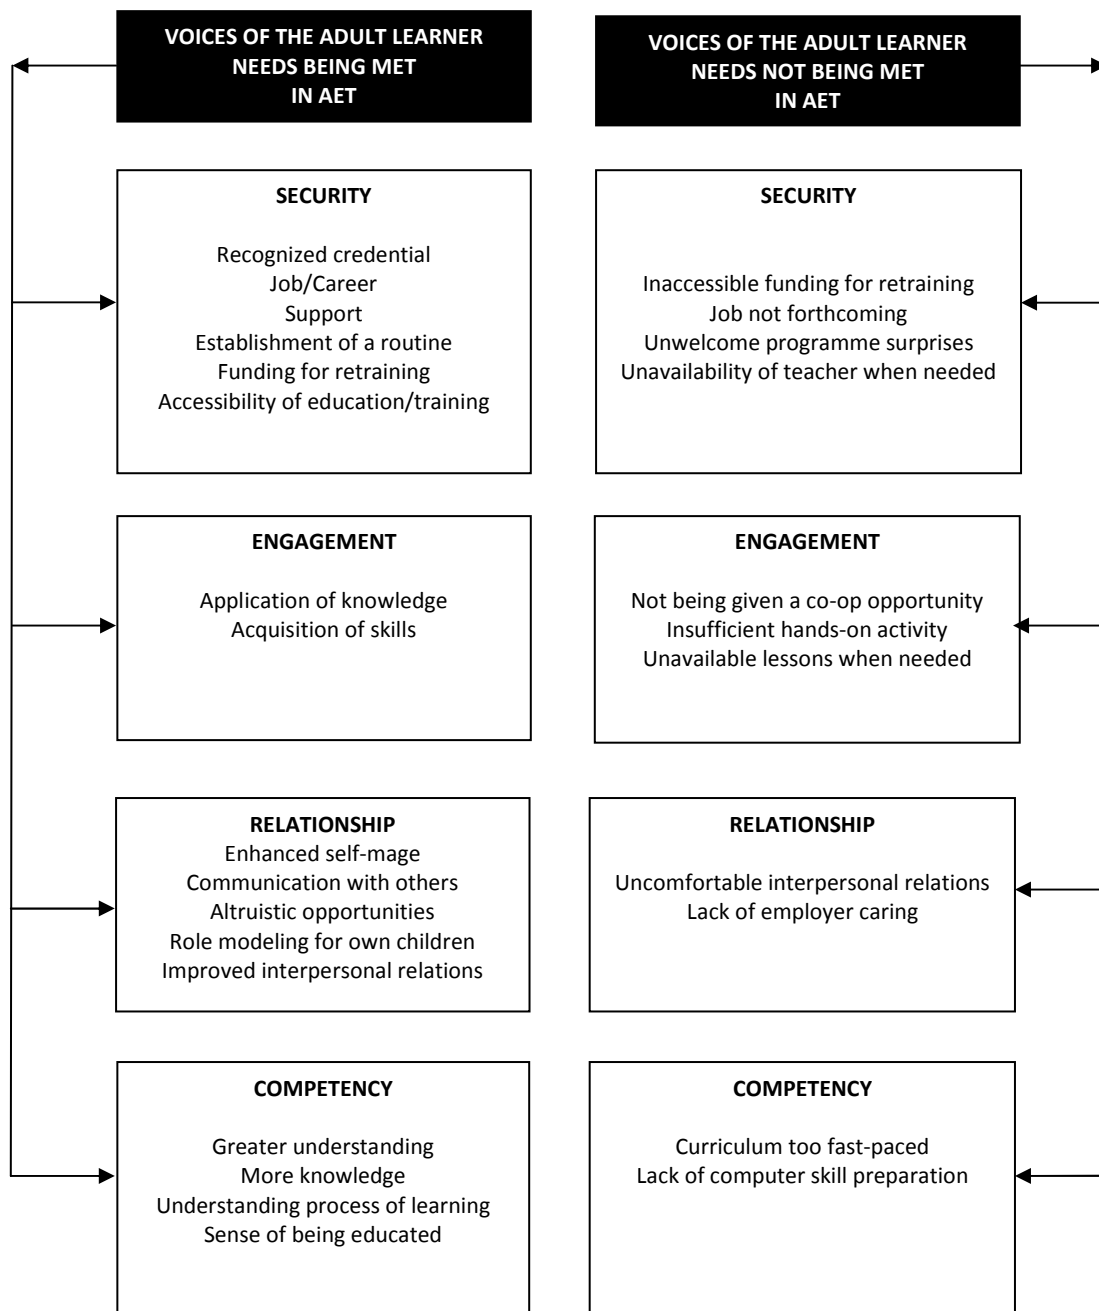 VOICES OF THE ADULT LEARNER
NEEDS BEING MET
IN AET
VOICES OF THE ADULT LEARNER
NEEDS NOT BEING MET
IN AET
SECURITY
Recognized credential
Job/Career
Support
Establishment of a routine
Funding for retraining
Accessibility of education/training
SECURITY
Inaccessible funding for retraining
Job not forthcoming
Unwelcome programme surprises
Unavailability of teacher when needed
ENGAGEMENT
Application of knowledge
Acquisition of skills
ENGAGEMENT
Not being given a co-op opportunity
Insufficient hands-on activity
Unavailable lessons when needed
RELATIONSHIP
Enhanced self-mage
Communication with others
Altruistic opportunities
Role modeling for own children
Improved interpersonal relations
RELATIONSHIP
Uncomfortable interpersonal relations
Lack of employer caring
COMPETENCY
Greater understanding
More knowledge
Understanding process of learning
Sense of being educated
COMPETENCY
Curriculum too fast-paced
Lack of computer skill preparation